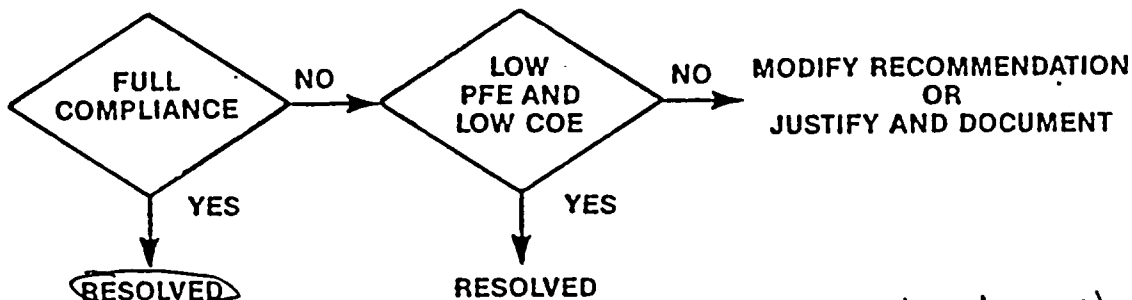 FULL
COMPLIANCE
NO
LOW
PFE AND
LOW COE
NO
MODIFY RECOMMENDATION
OR
JUSTIFY AND DOCUMENT
YES
YES
RESOLVED
RESOLVED